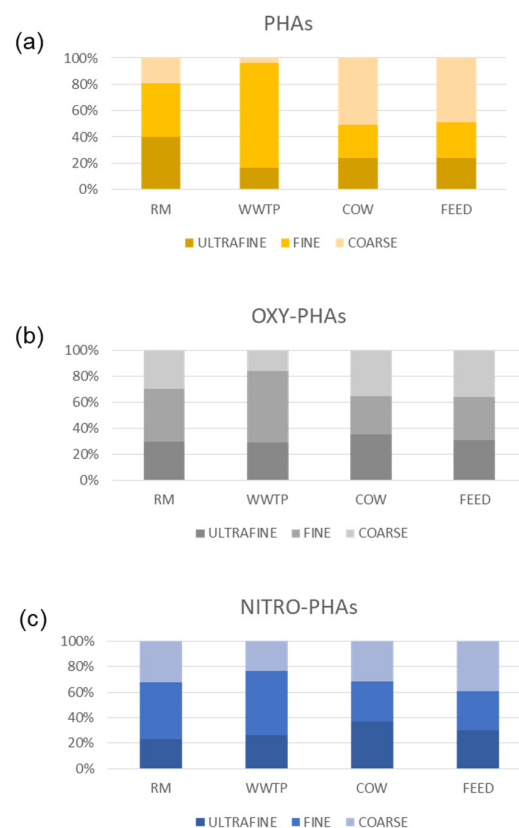 (a)
PHAs
100%
80%
60%
40%
20%
0%
RM WWTP COW FEED
ULTRAFINE FINE COARSE
(b)
OXY-PHAs
100%
80%
60%
40%
20%
0%
RM WWTP COW FEED
ULTRAFINE FINE COARSE
(c)
NITRO-PHAs
100%
80%
60%
40%
20%
0%
RM WWTP COW FEED
ULTRAFINE FINE COARSE